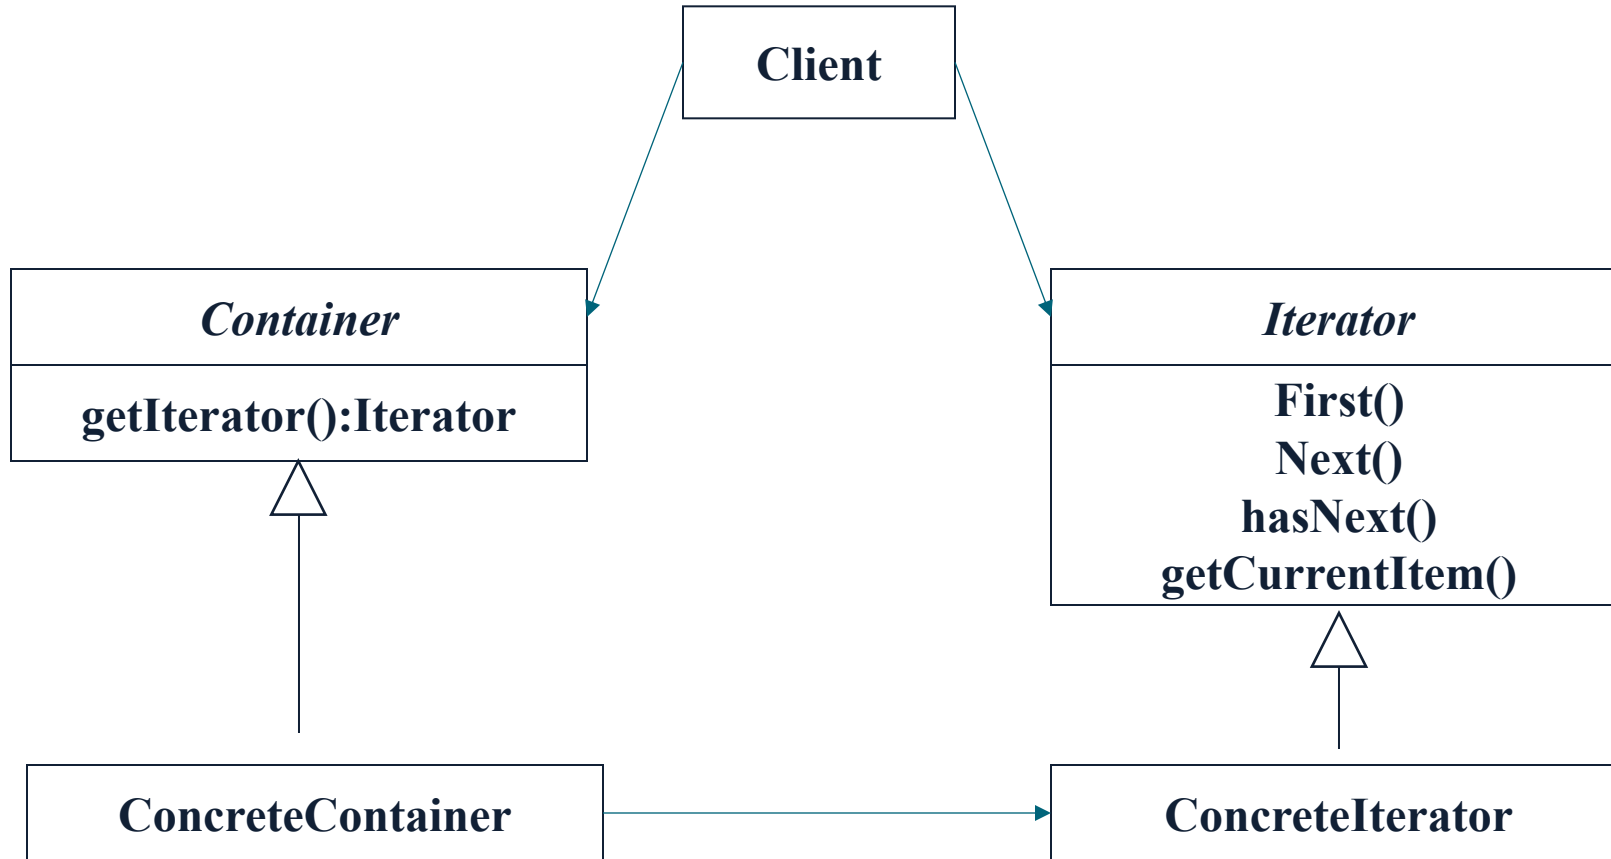 Client
Container
getIterator():Iterator
Iterator
First()
Next()
hasNext()
getCurrentItem()
ConcreteContainer
ConcreteIterator